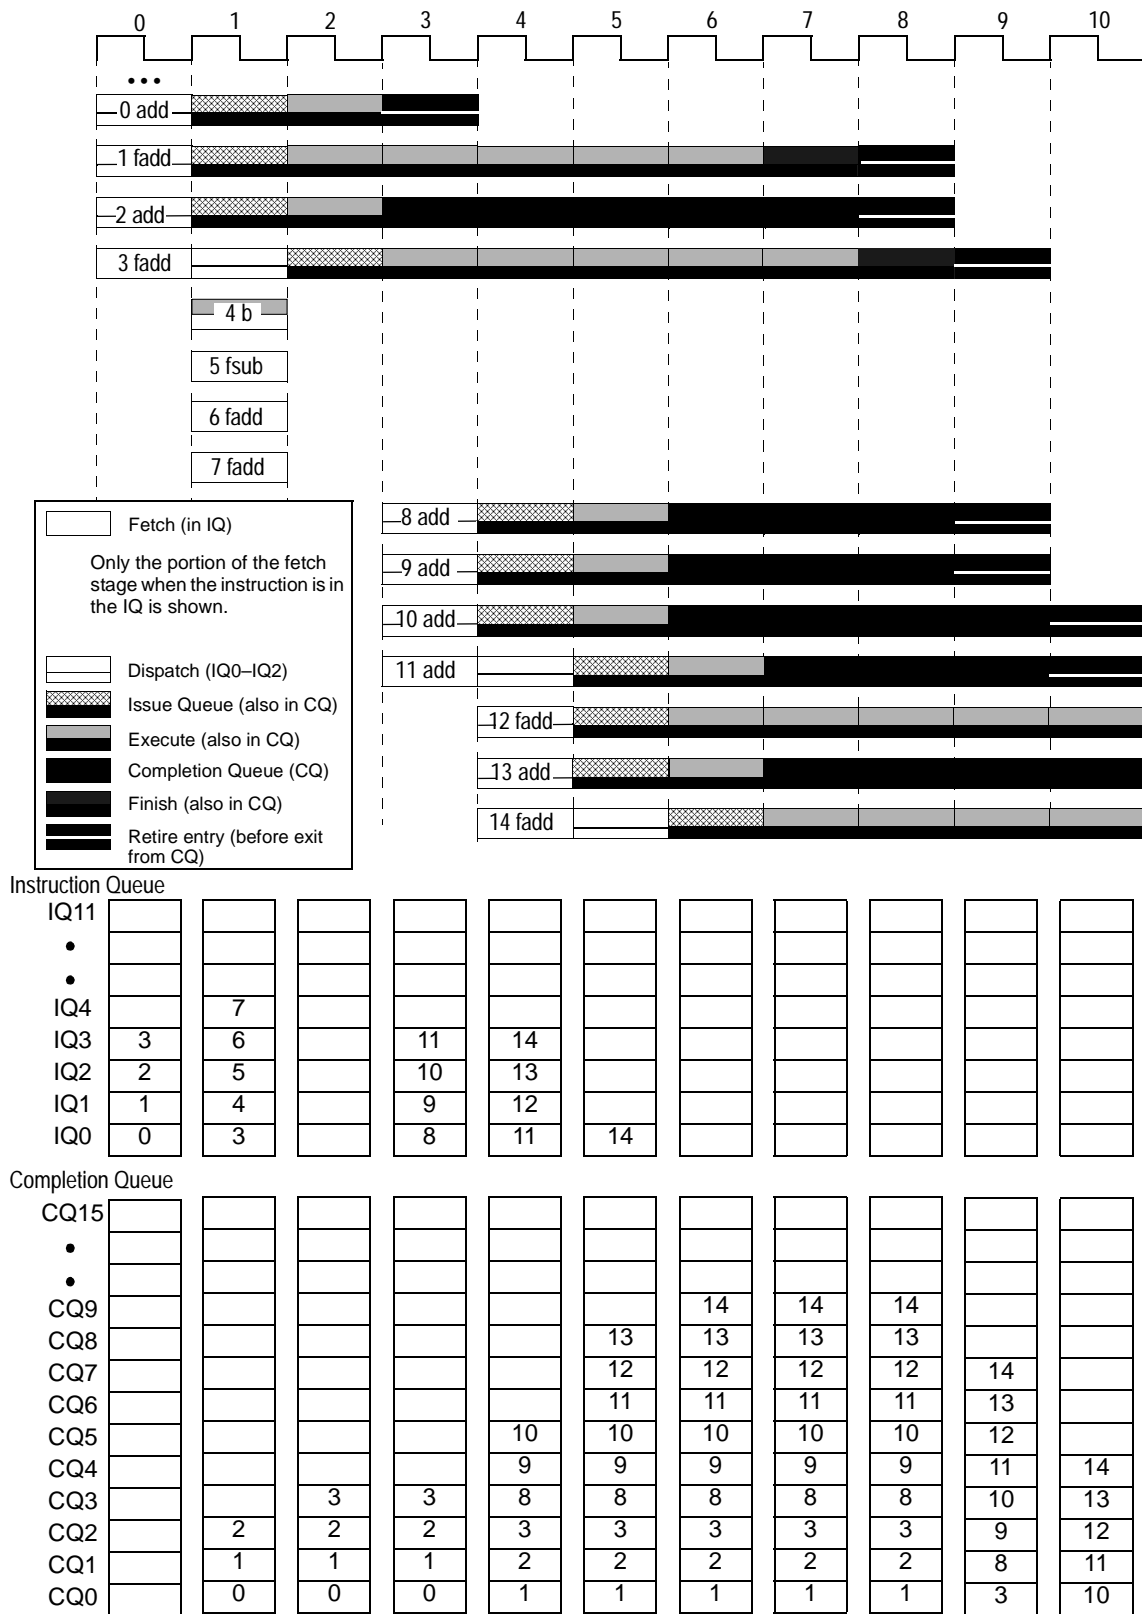 0 1 2 3 4 5 6 7 8 9 10
•••
0 add
1 fadd
2 add
3 fadd
4 b
5 fsub
6 fadd
7 fadd
8 add
9 add
10 add
11 add
12 fadd
13 add
14 fadd
Fetch (in IQ)
Only the portion of the fetch
stage when the instruction is in
the IQ is shown.
Dispatch (IQ0–IQ2)
Issue Queue (also in CQ)
Execute (also in CQ)
Completion Queue (CQ)
Finish (also in CQ)
Retire entry (before exit
from CQ)
Instruction Queue
IQ11
•
•
IQ4 7
IQ3 3 6 11 14
IQ2 2 5 10 13
IQ1 1 4 9 12
IQ0 0 3 8 11 14
Completion Queue
CQ15
•
•
CQ9 14 14 14
CQ8 13 13 13 13
CQ7 12 12 12 12 14
CQ6 11 11 11 11 13
CQ5 10 10 10 10 10 12
CQ4 9 9 9 9 9 11 14
CQ3 3 3 8 8 8 8 8 10 13
CQ2 2 2 2 3 3 3 3 3 9 12
CQ1 1 1 1 2 2 2 2 2 8 11
CQ0 0 0 0 1 1 1 1 1 3 10